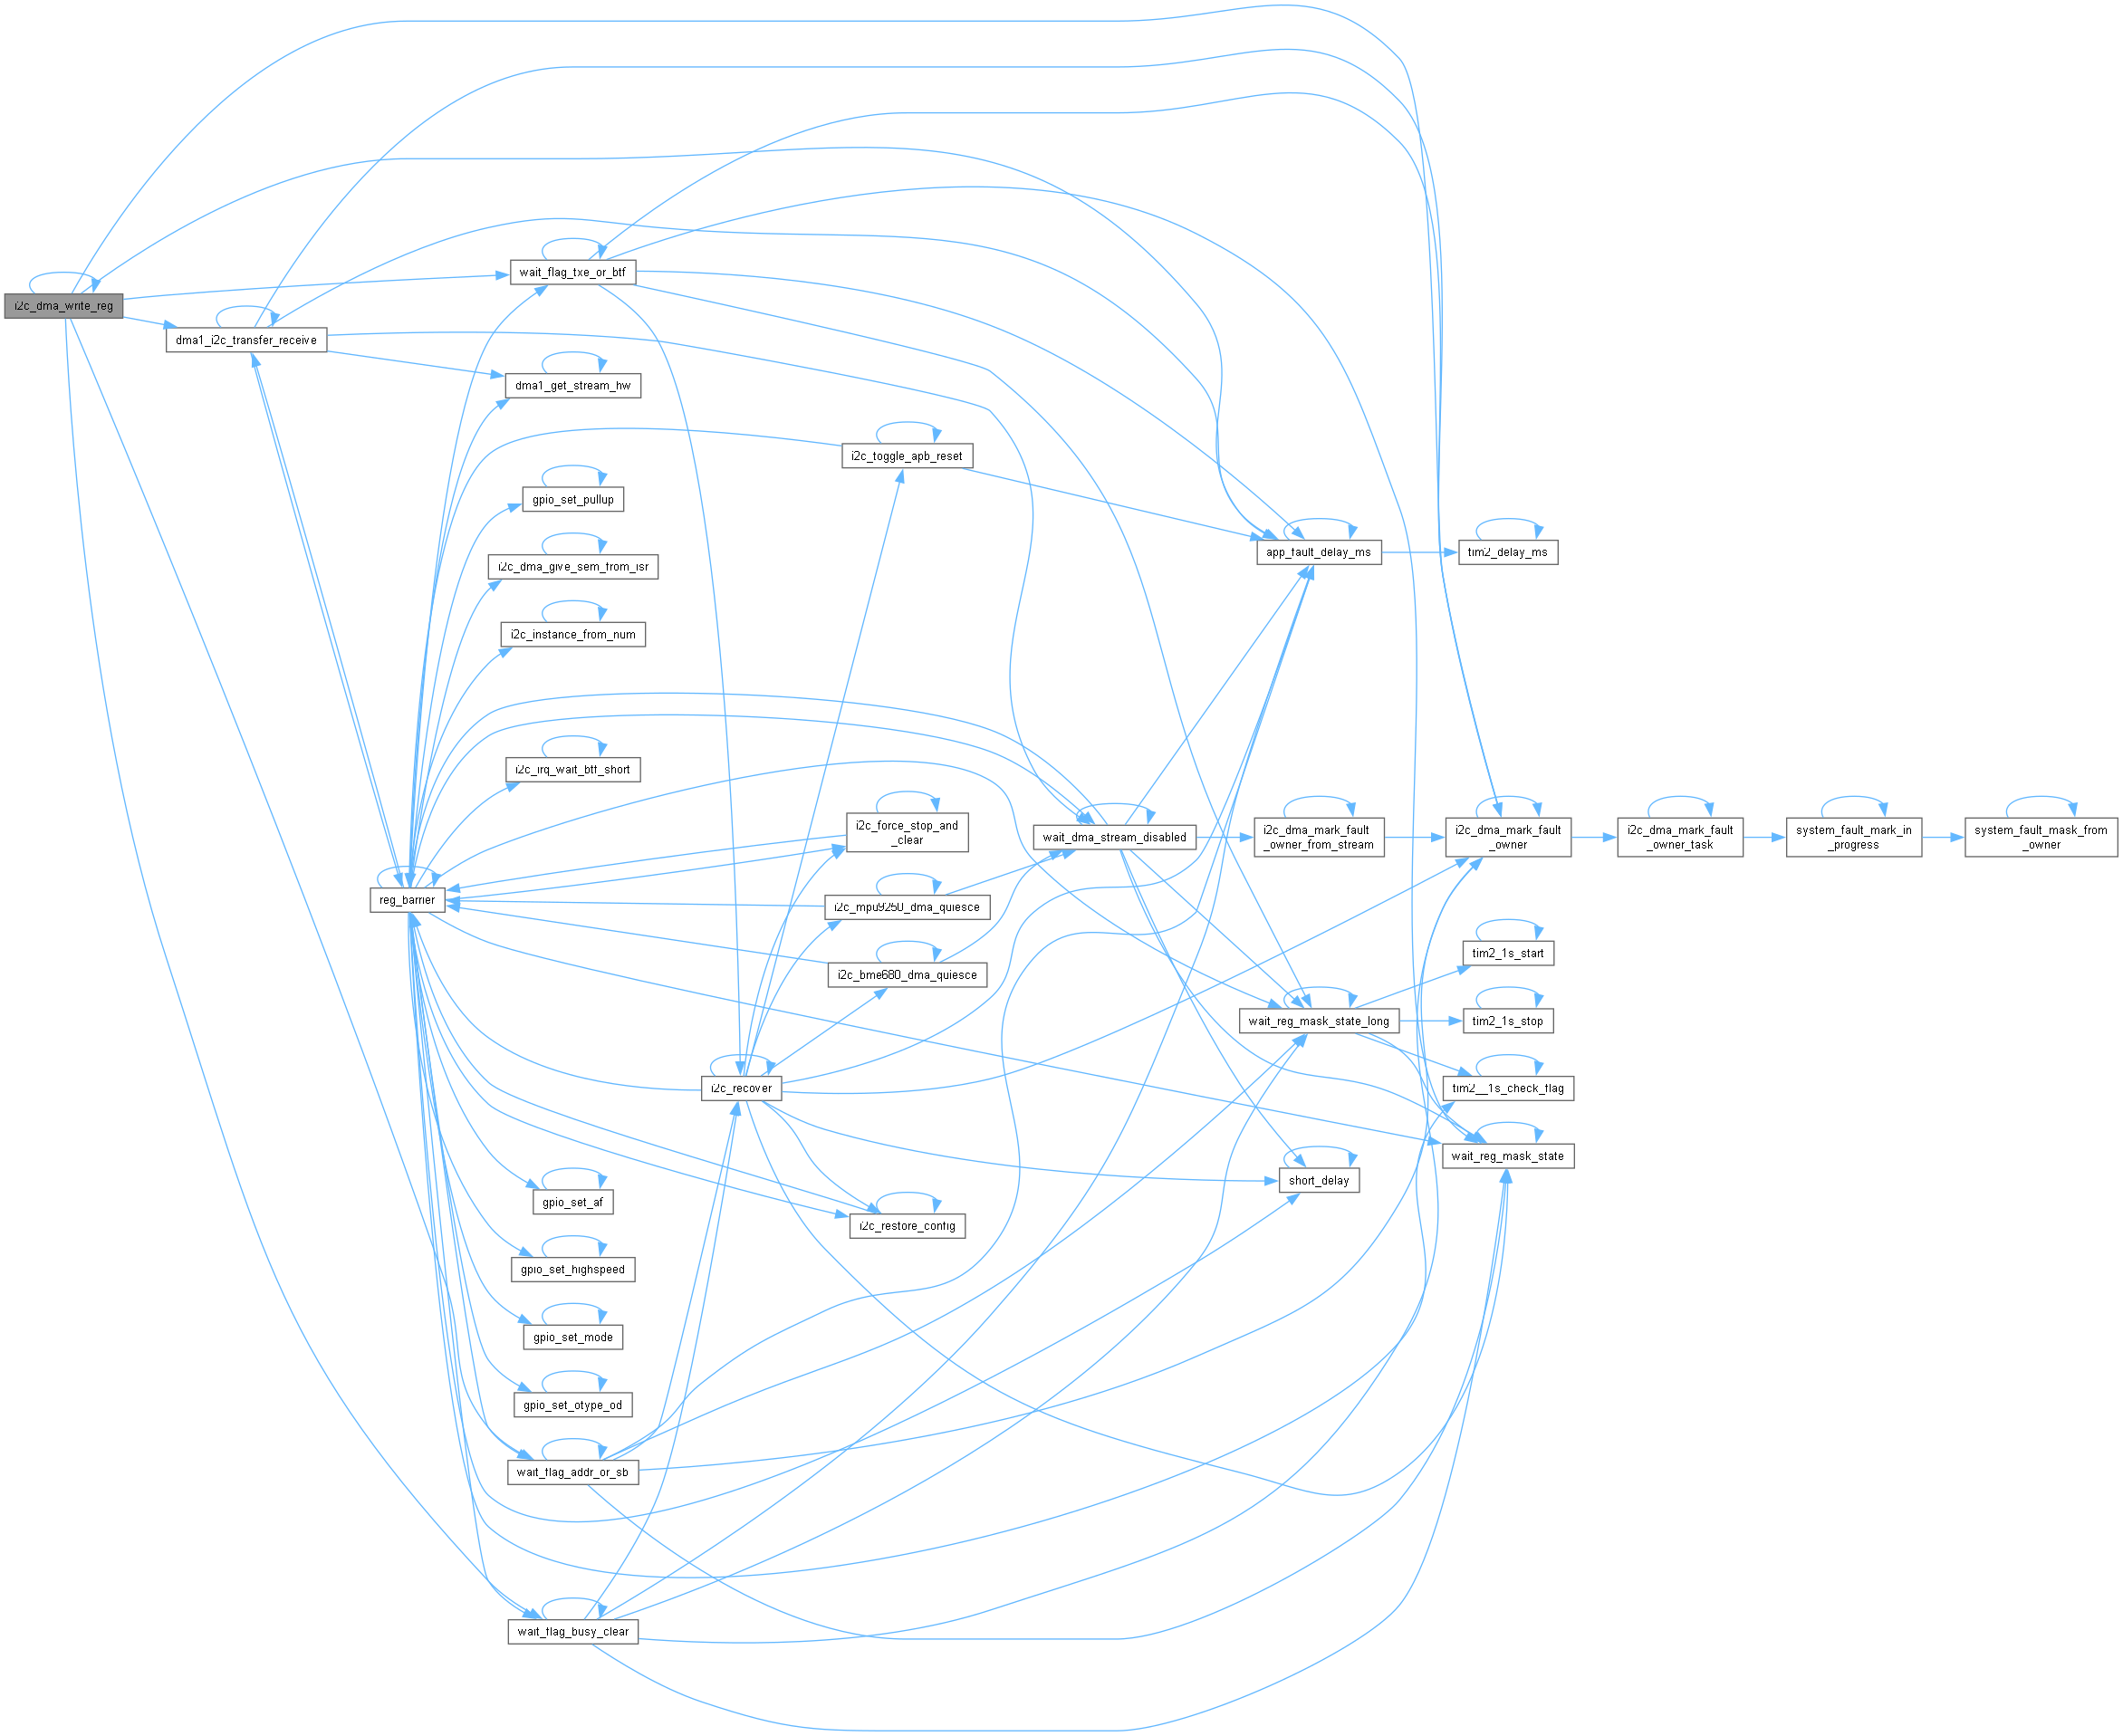 i2c_dma_write_reg
wait_flag_txe_or_btf
dma1_i2c_transfer_receive
dma1_get_stream_hw
i2c_toggle_apb_reset
gpio_set_pullup
app_fault_delay_ms
tim2_delay_ms
i2c_dma_give_sem_from_isr
i2c_instance_from_num
i2c_irq_wait_btf_short
i2c_force_stop_and
_clear
wait_dma_stream_disabled
i2c_dma_mark_fault
_owner_from_stream
i2c_dma_mark_fault
_owner
i2c_dma_mark_fault
_owner_task
system_fault_mark_in
_progress
system_fault_mask_from
_owner
reg_barrier
i2c_mpu9250_dma_quiesce
i2c_bme680_dma_quiesce
tim2_1s_start
wait_reg_mask_state_long
tim2_1s_stop
i2c_recover
tim2__1s_check_flag
wait_reg_mask_state
short_delay
gpio_set_af
i2c_restore_config
gpio_set_highspeed
gpio_set_mode
gpio_set_otype_od
wait_flag_addr_or_sb
wait_flag_busy_clear